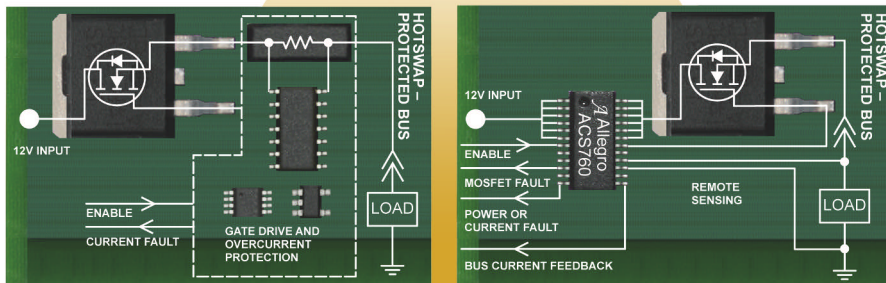 HOTSWAP –
PROTECTED BUS
12V INPUT
ENABLE
CURRENT FAULT
GATE DRIVE AND
OVERCURRENT
PROTECTION
LOAD
HOTSWAP –
PROTECTED BUS
12V INPUT
Allegro
ACS760
ENABLE
MOSFET FAULT
POWER OR
CURRENT FAULT
BUS CURRENT FEEDBACK
REMOTE
SENSING
LOAD